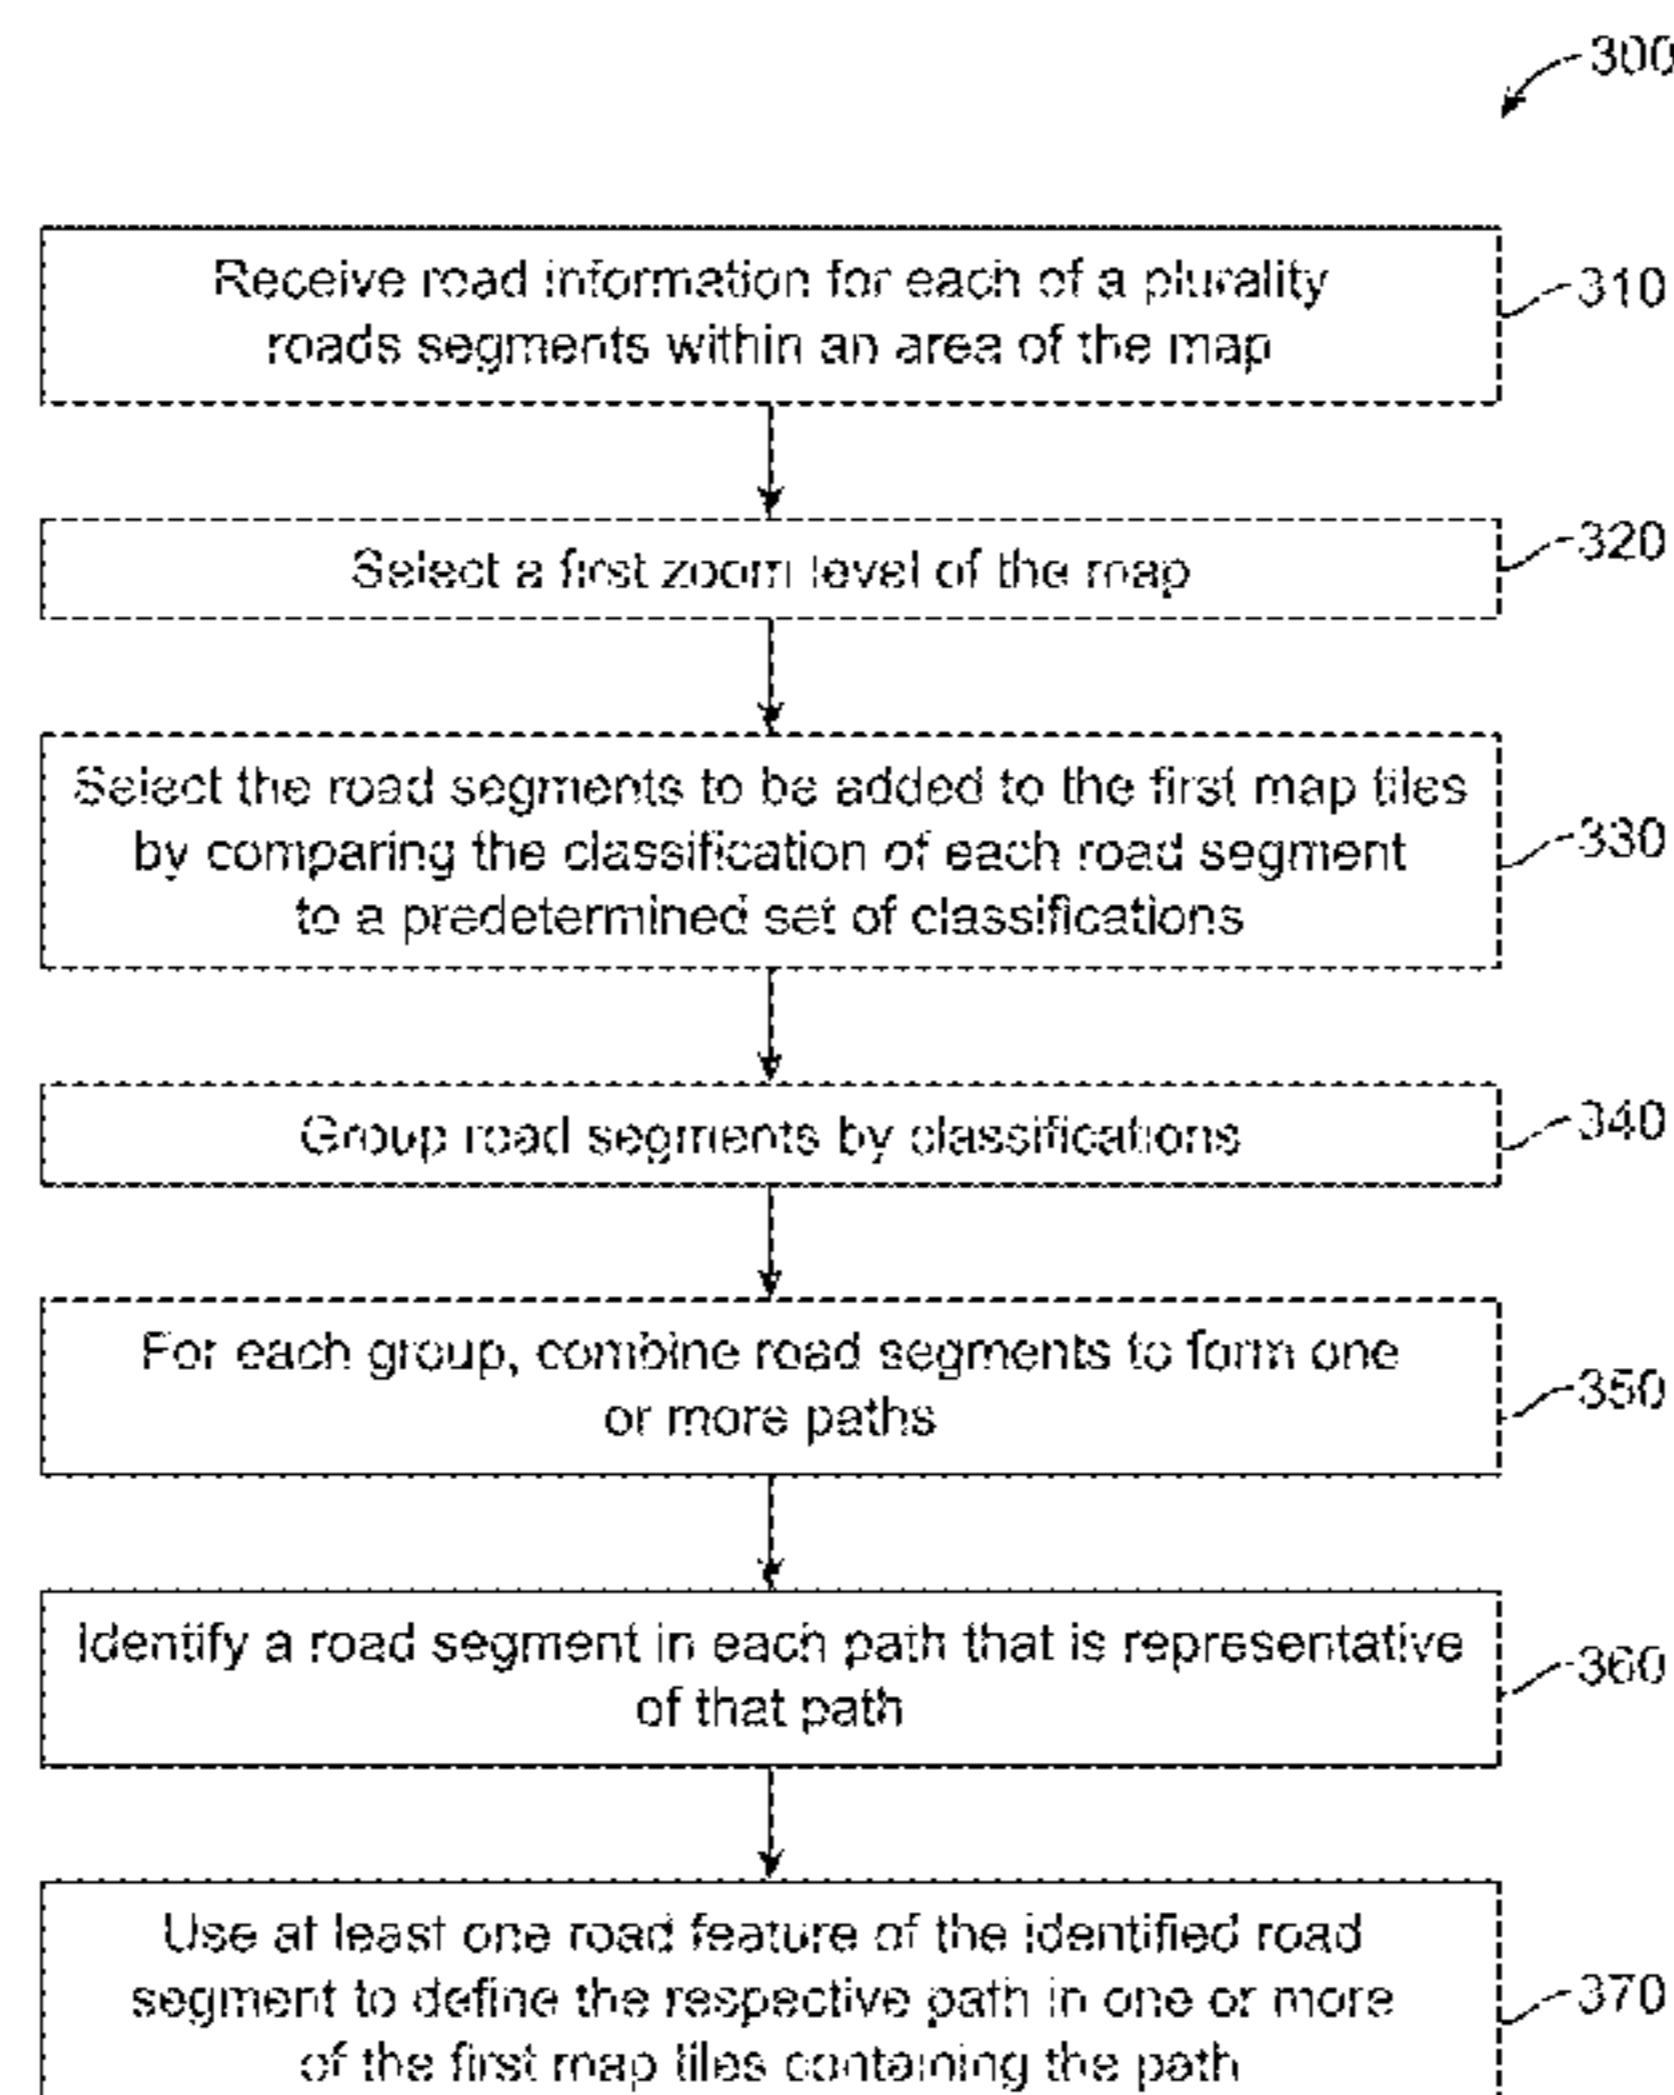 300
Receive road information for each of a plurality
roads segments within an area of the map
310
Select a first zoom level of the map
320
Select the road segments to be added to the first map tiles
by comparing the classification of each road segment
to a predetermined set of classifications
330
Group road segments by classifications
340
For each group, combine road segments to form one
or more paths
350
Identify a road segment in each path that is representative
of that path
360
Use at least one road feature of the identified road
segment to define the respective path in one or more
of the first map tiles containing the path
370